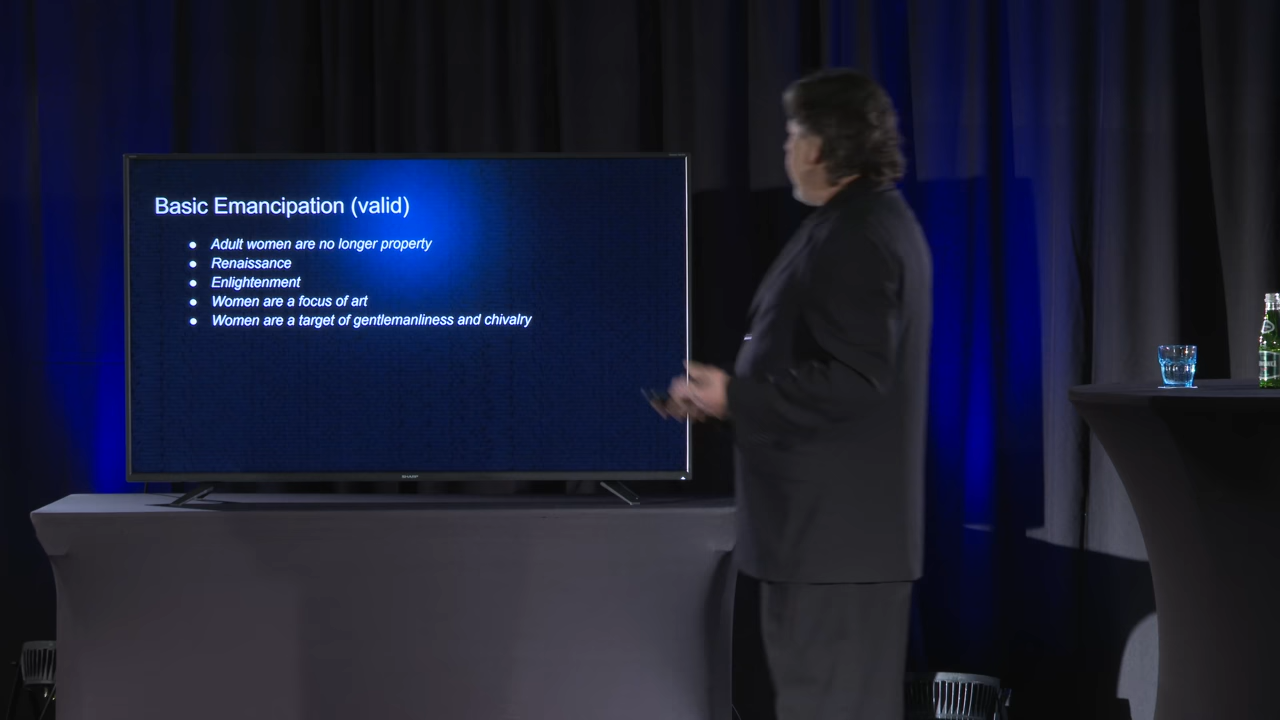 Basic Emancipation (valid)
● Adult women are no longer property
● Renaissance
● Enlightenment
● Women are a focus of art
● Women are a target of gentlemanliness and chivalry
SHARP